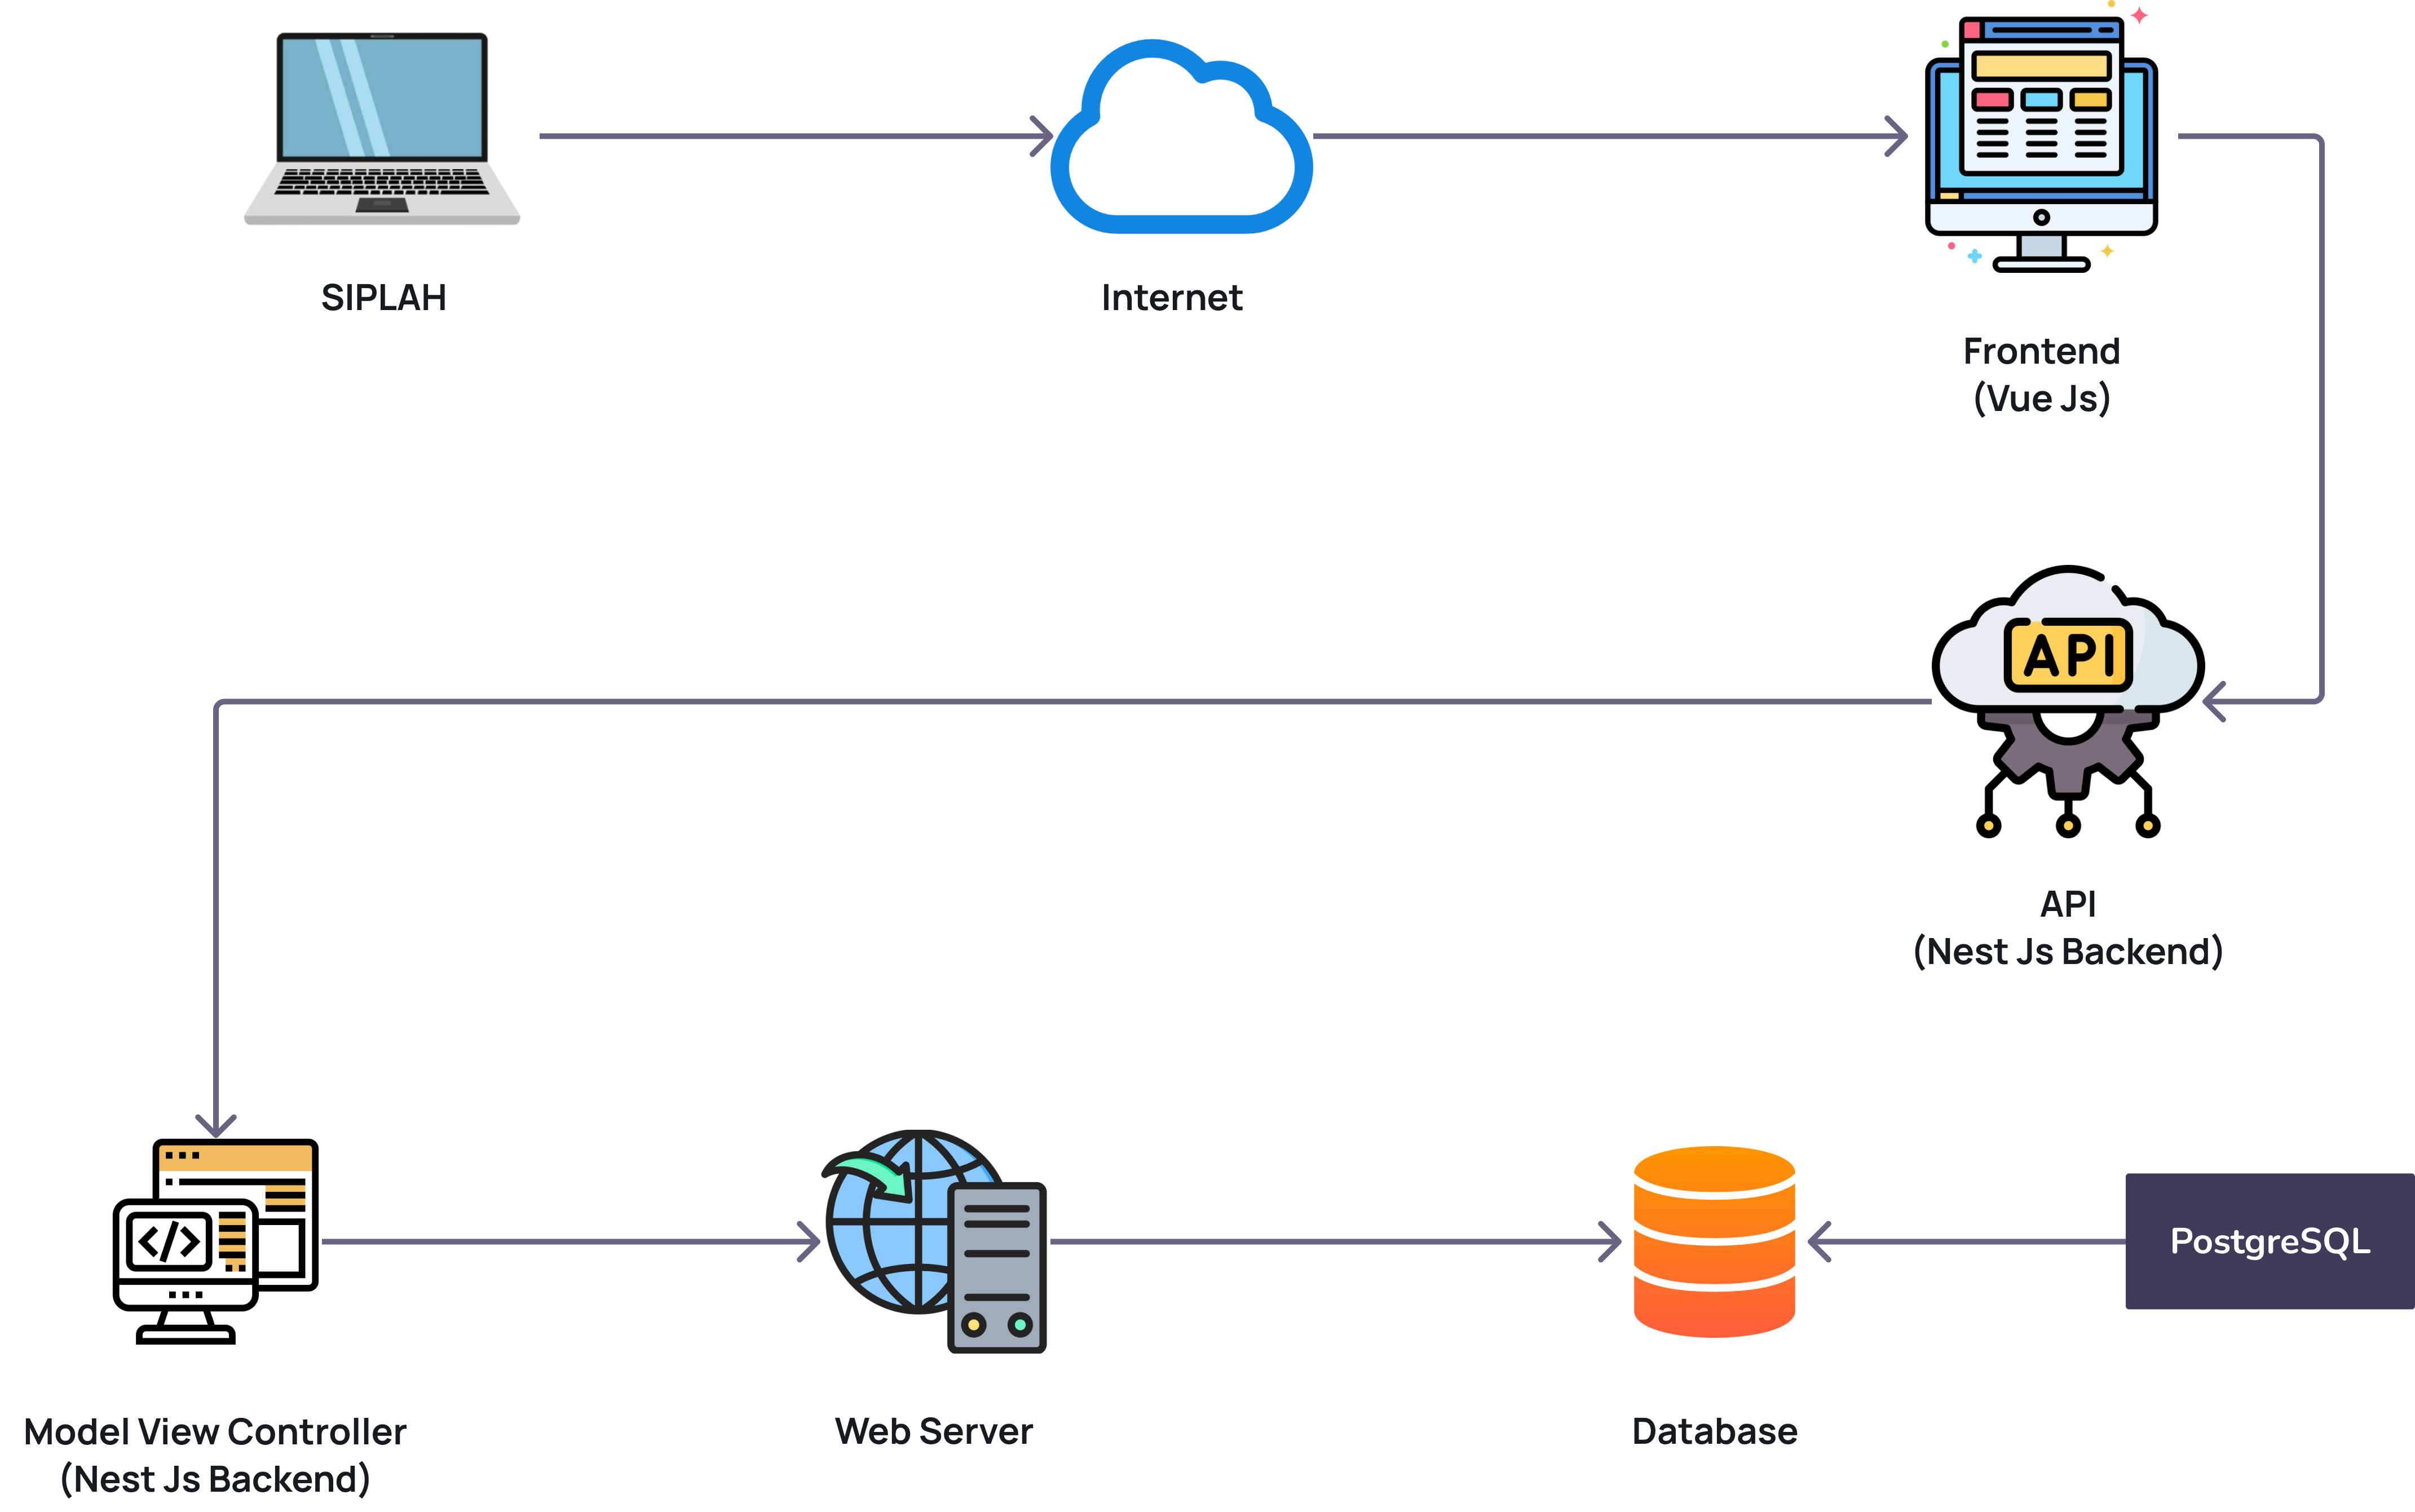 SIPLAH
Internet
Frontend
(Vue Js)
API
API
(Nest Js Backend)
PostgreSQL
Model View Controller
(Nest Js Backend)
Web Server
Database